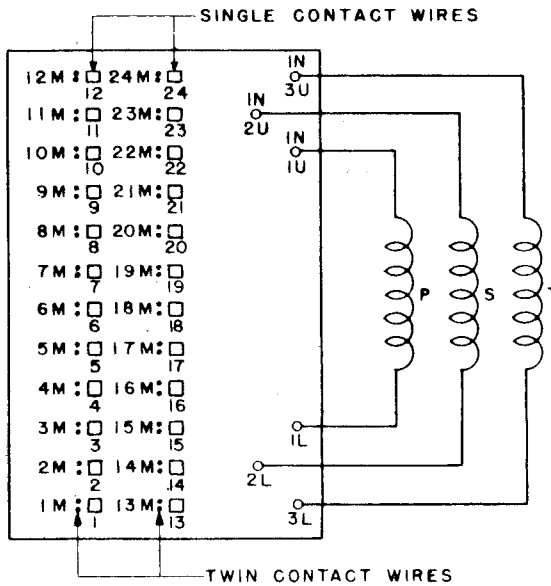 SINGLE CONTACT WIRES
12M 24M IN
12 24 3U
11M 23M IN
11 23 2U
10M 22M IN
10 22 1U
9M 21M
9 21
8M 20M
8 20
7M 19M
7 19
P S
6M 18M
6 18
5M 17M
5 17
4M 16M
4 16
3M 15M
3 15 1L
2M 14M
2 14 2L
1M 13M 3L
1 13
TWIN CONTACT WIRES